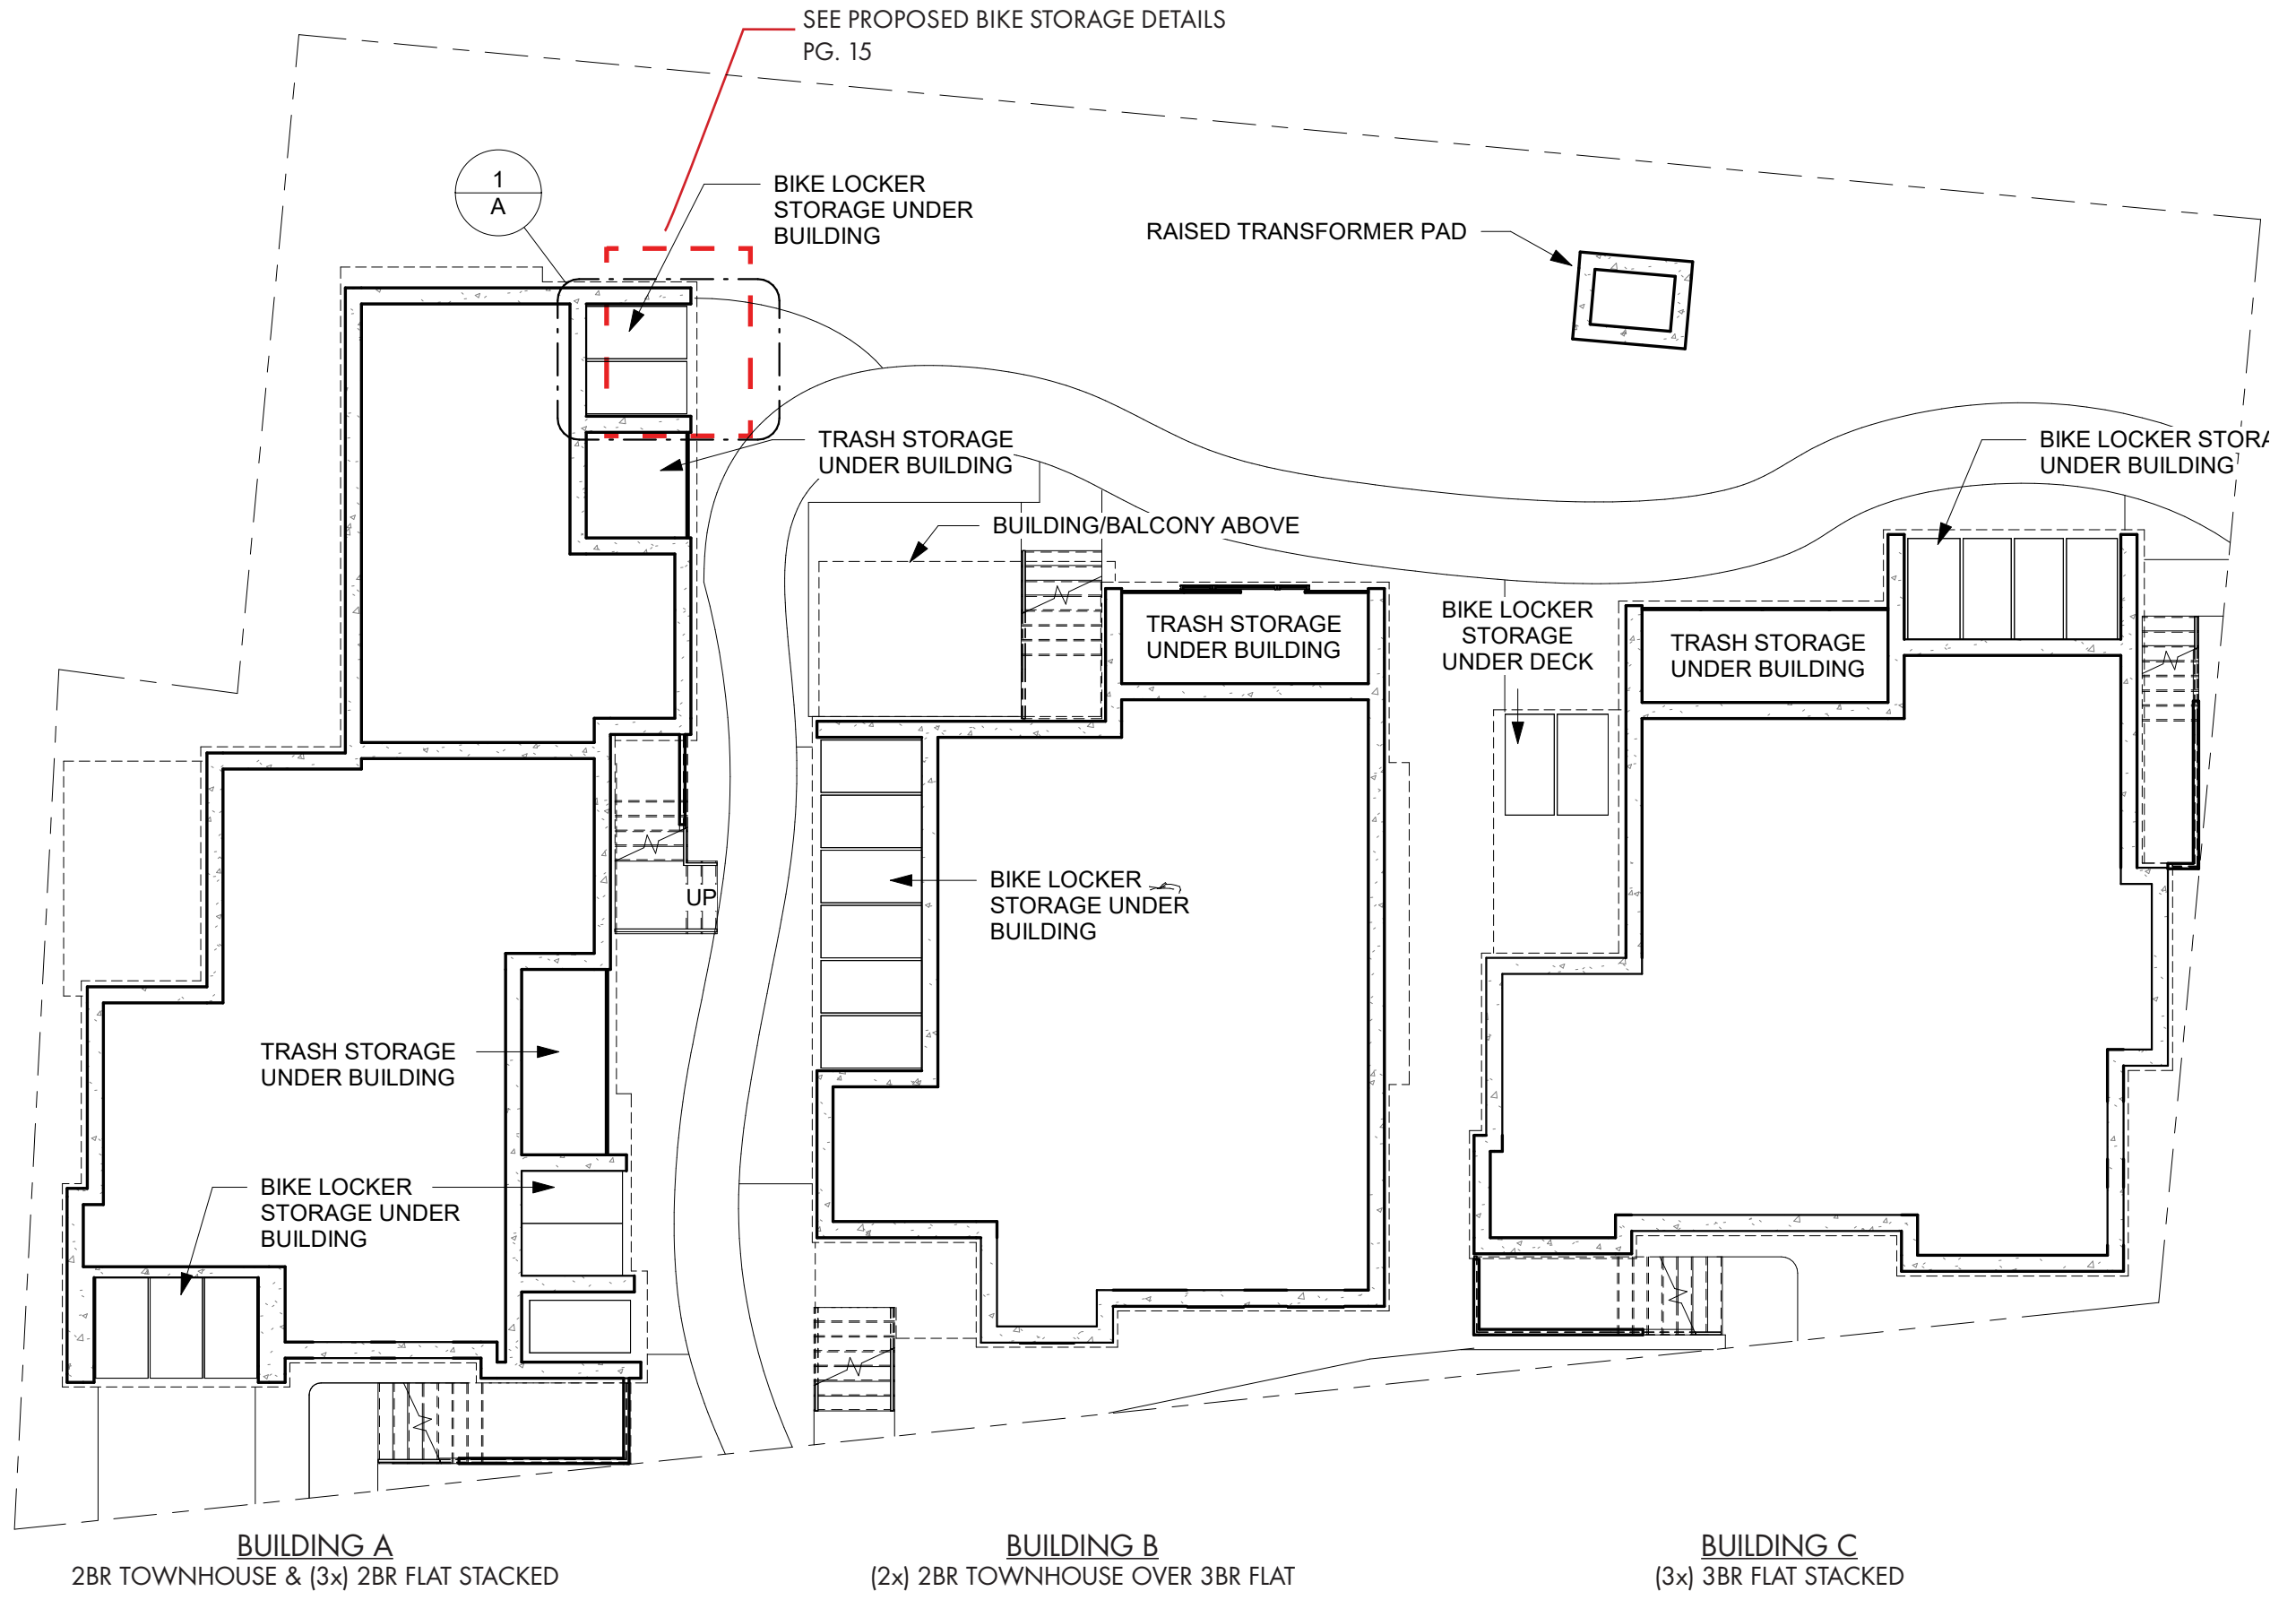 SEE PROPOSED BIKE STORAGE DETAILS
PG. 15
1
A
BIKE LOCKER
STORAGE UNDER
BUILDING
RAISED TRANSFORMER PAD
TRASH STORAGE
UNDER BUILDING
BIKE LOCKER STORA
UNDER BUILDING
BUILDING/BALCONY ABOVE
TRASH STORAGE
UNDER BUILDING
BIKE LOCKER
STORAGE
UNDER DECK
TRASH STORAGE
UNDER BUILDING
UP
BIKE LOCKER
STORAGE UNDER
BUILDING
TRASH STORAGE
UNDER BUILDING
BIKE LOCKER
STORAGE UNDER
BUILDING
BUILDING A
2BR TOWNHOUSE & (3x) 2BR FLAT STACKED
BUILDING B
(2x) 2BR TOWNHOUSE OVER 3BR FLAT
BUILDING C
(3x) 3BR FLAT STACKED